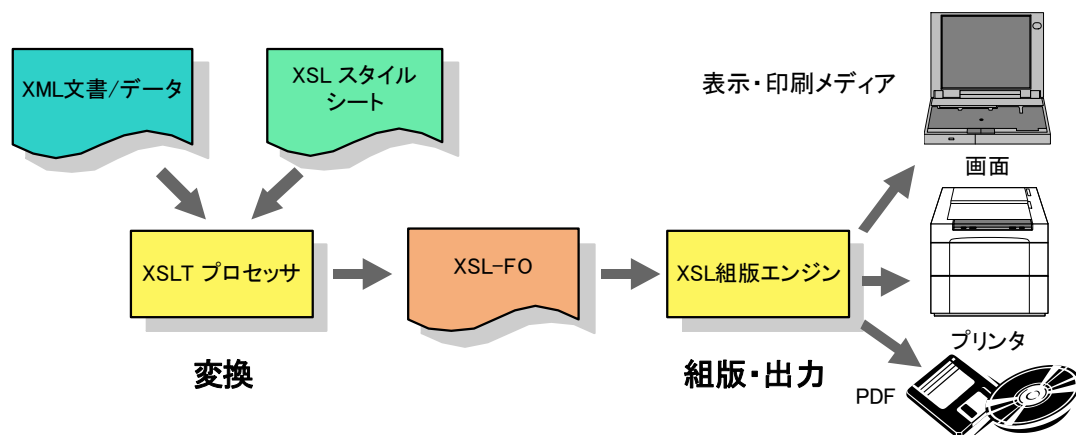 XML文書/データ
XSL スタイル
シート
表示・印刷メディア
画面
XSLT プロセッサ
XSL-FO
XSL組版エンジン
プリンタ
変換
組版・出力
PDF